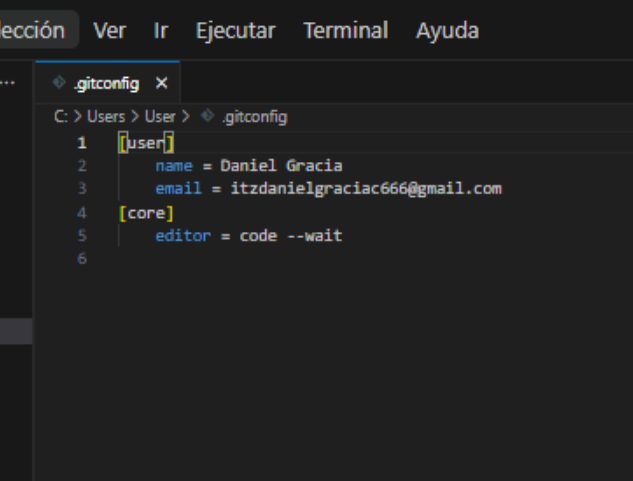 ección Ver Ir Ejecutar Terminal Ayuda
... .gitconfig ×
C: > Users > User > .gitconfig
1 [user]
2 name = Daniel Gracia
3 email = itzdanielgraciac666@gmail.com
4 [core]
5 editor = code --wait
6